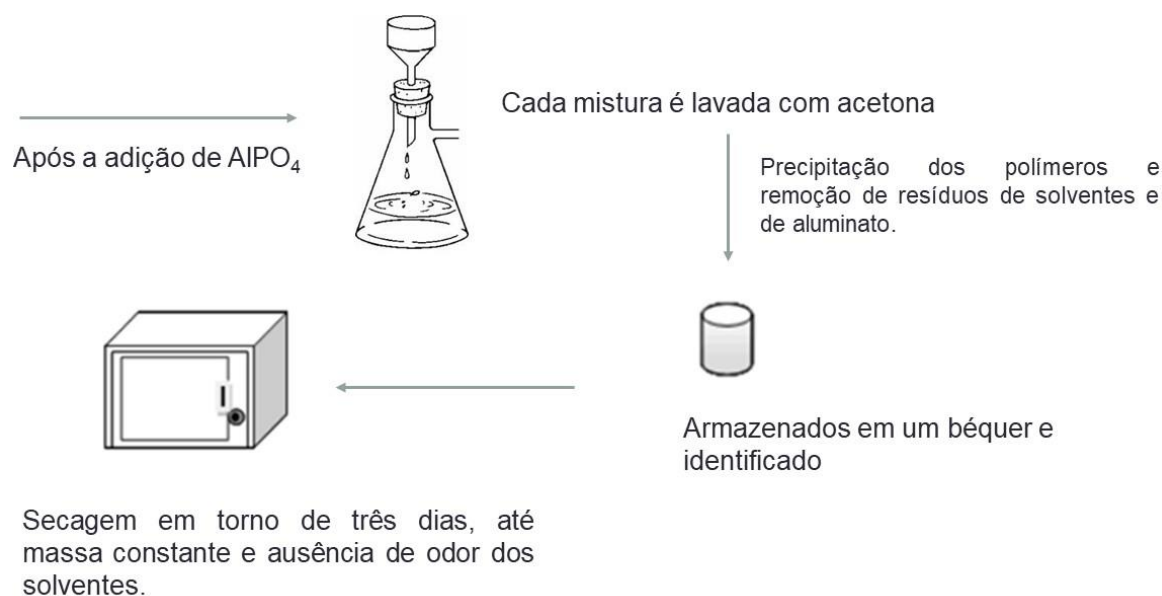 Cada mistura é lavada com acetona
Após a adição de AlPO₄
Precipitação dos polímeros e
remoção de resíduos de solventes e
de aluminato.
Armazenados em um béquer e
identificado
Secagem em torno de três dias, até
massa constante e ausência de odor dos
solventes.